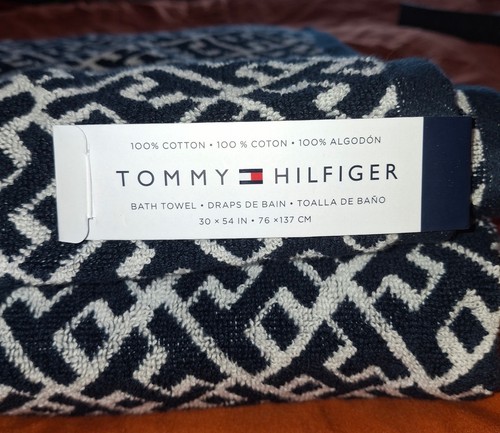 100% COTTON • 100 % COTON • 100% ALGODÓN
TOMMY HILFIGER
BATH TOWEL • DRAPS DE BAIN • TOALLA DE BAÑO
30 × 54 IN • 76 ×137 CM